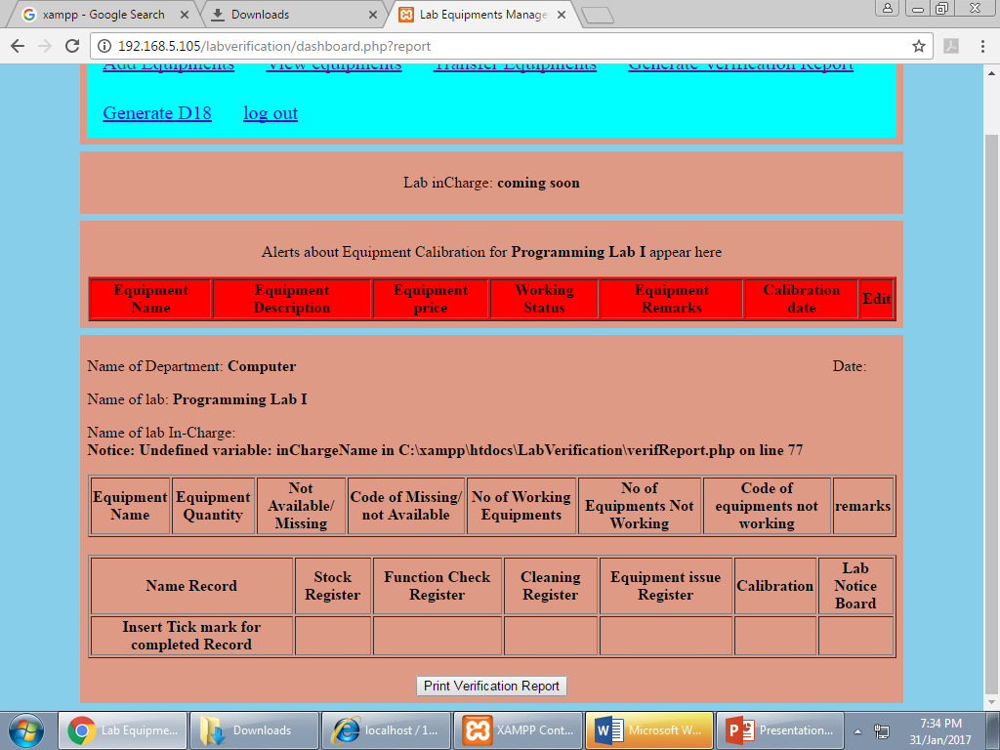 xampp - Google Search
Downloads
Lab Equipments Manage
192.168.5.105/labverification/dashboard.php?report
Add Equipments View equipments Transfer Equipments Generate Verification Report
Generate D18 log out
Lab inCharge: coming soon
Alerts about Equipment Calibration for Programming Lab I appear here
Equipment Name
Equipment Description
Equipment price
Working Status
Equipment Remarks
Calibration date
Edit
Name of Department: Computer
Date:
Name of lab: Programming Lab I
Name of lab In-Charge:
Notice: Undefined variable: inChargeName in C:\xampp\htdocs\LabVerification\verifReport.php on line 77
Equipment Name
Equipment Quantity
Not Available/ Missing
Code of Missing/ not Available
No of Working Equipments
No of Equipments Not Working
Code of equipments not working
remarks
Name Record
Stock Register
Function Check Register
Cleaning Register
Equipment issue Register
Calibration
Lab Notice Board
Insert Tick mark for completed Record
Print Verification Report
Lab Equipme...
Downloads
localhost / 1...
XAMPP Cont...
Microsoft W...
Presentation...
7:34 PM
31/Jan/2017